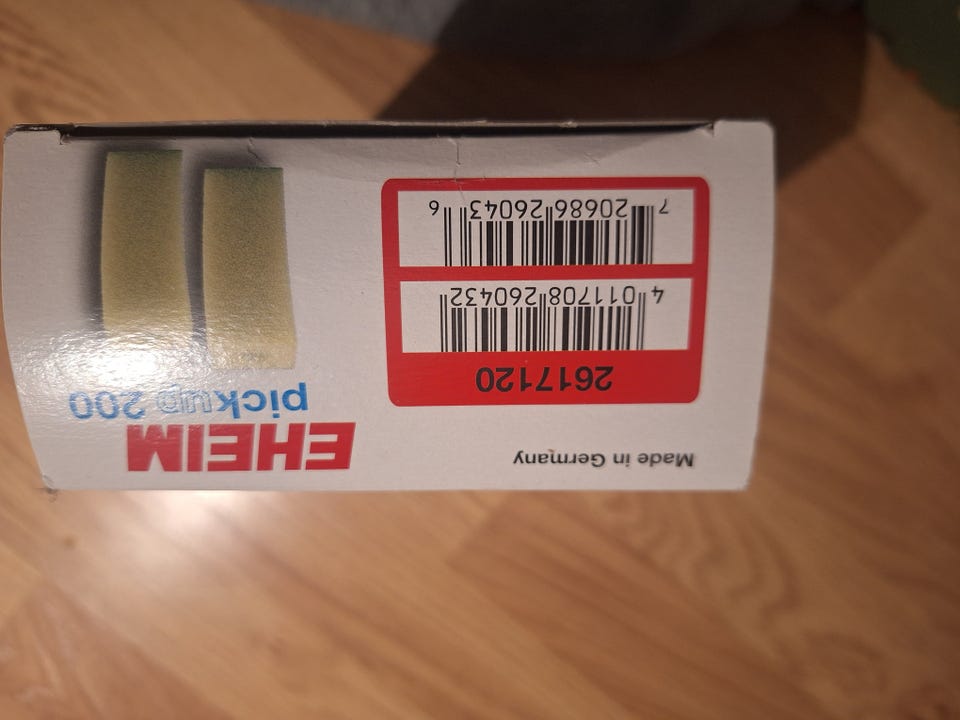 Made in Germany
EHEIM
pickup 200
2617120
4 011708 260432
7 20686 26043 6